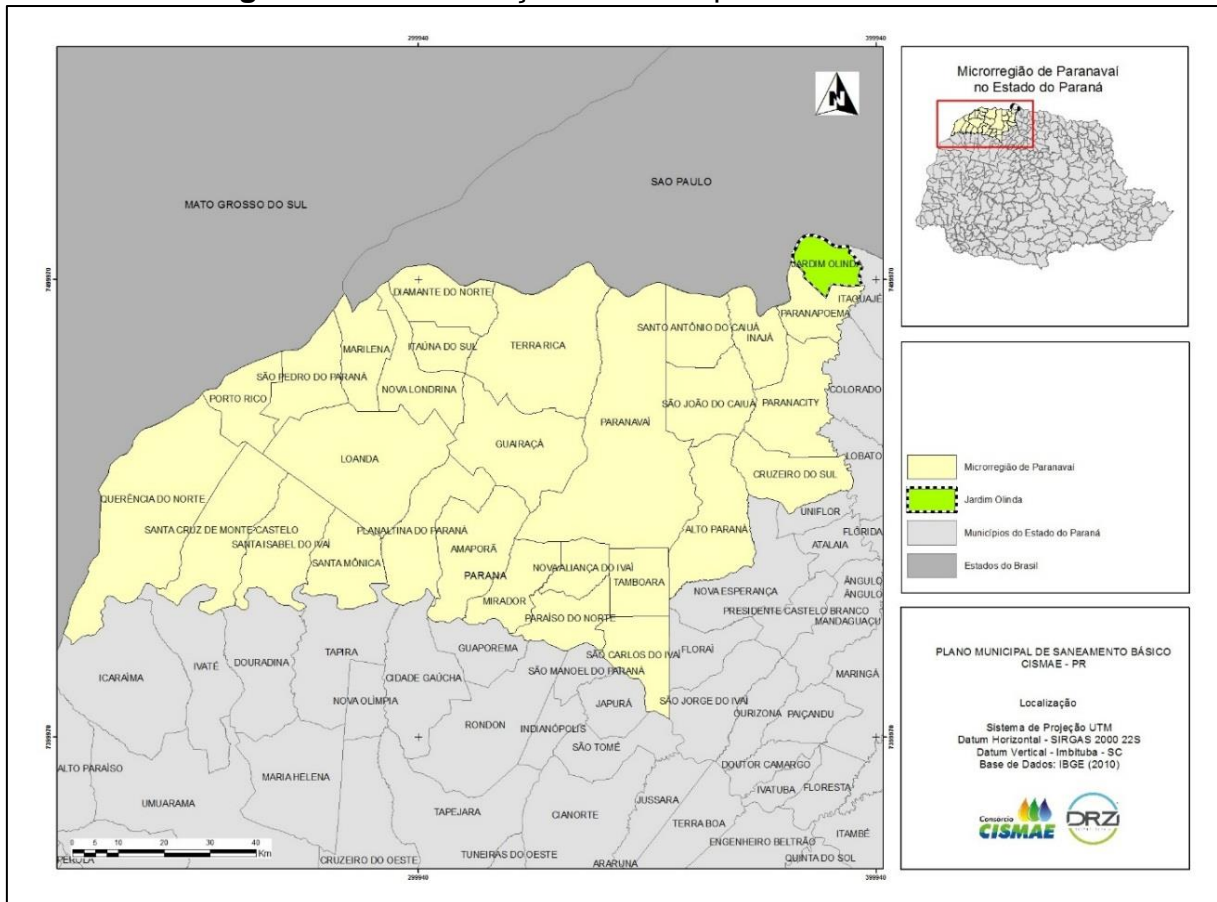 299940
399940
7499970
7399970
MATO GROSSO DO SUL
SAO PAULO
N
JARDIM OLINDA
ITAGUAJÉ
DIAMANTE DO NORTE
PARANAPOEMA
SANTO ANTÔNIO DO CAIUÁ
INAJÁ
MARILENA
ITAÚNA DO SUL
TERRA RICA
SÃO PEDRO DO PARANÁ
NOVA LONDRINA
COLORADO
PORTO RICO
SÃO JOÃO DO CAIUÁ
PARANACITY
PARANAVAÍ
GUAIRAÇÁ
LOANDA
LOBATO
CRUZEIRO DO SUL
QUERÊNCIA DO NORTE
UNIFLOR
SANTA CRUZ DE MONTE CASTELO
PLANALTINA DO PARANÁ
ALTO PARANÁ
FLÓRIDA
SANTA ISABEL DO IVAÍ
AMAPORÃ
ATALAIA
SANTA MÔNICA
NOVA ALIANÇA DO IVAÍ
PARANA
TAMBOARA
ÂNGULO
ÂNGULO
NOVA ESPERANÇA
MIRADOR
PRESIDENTE CASTELO BRANCO
PARAÍSO DO NORTE
MANDAGUAÇU
GUAPOREMA
SÃO CARLOS DO IVAÍ
FLORAÍ
TAPIRA
IVATÉ
DOURADINA
SÃO MANOEL DO PARANÁ
MARINGÁ
ICARAÍMA
CIDADE GAÚCHA
NOVA OLÍMPIA
JAPURÁ
SÃO JORGE DO IVAÍ
OURIZONA
PAIÇANDU
RONDON
INDIANÓPOLIS
SÃO TOMÉ
DOUTOR CAMARGO
ALTO PARAÍSO
MARIA HELENA
IVATUBA
FLORESTA
UMUARAMA
JUSSARA
TAPEJARA
CIANORTE
TERRA BOA
ITAMBÉ
ENGENHEIRO BELTRÃO
PEROLA
CRUZEIRO DO OESTE
TUNEIRAS DO OESTE
ARARUNA
QUINTA DO SOL
0 5 10 20 30 40
Km
299940
399940
7499970
7399970
Microrregião de Paranavaí
no Estado do Paraná
Microrregião de Paranavaí
Jardim Olinda
Municípios do Estado do Paraná
Estados do Brasil
PLANO MUNICIPAL DE SANEAMENTO BÁSICO
CISMAE - PR
Localização
Sistema de Projeção UTM
Datum Horizontal - SIRGAS 2000 22S
Datum Vertical - Imbituba - SC
Base de Dados: IBGE (2010)
Consórcio
CISMAE
DRZ